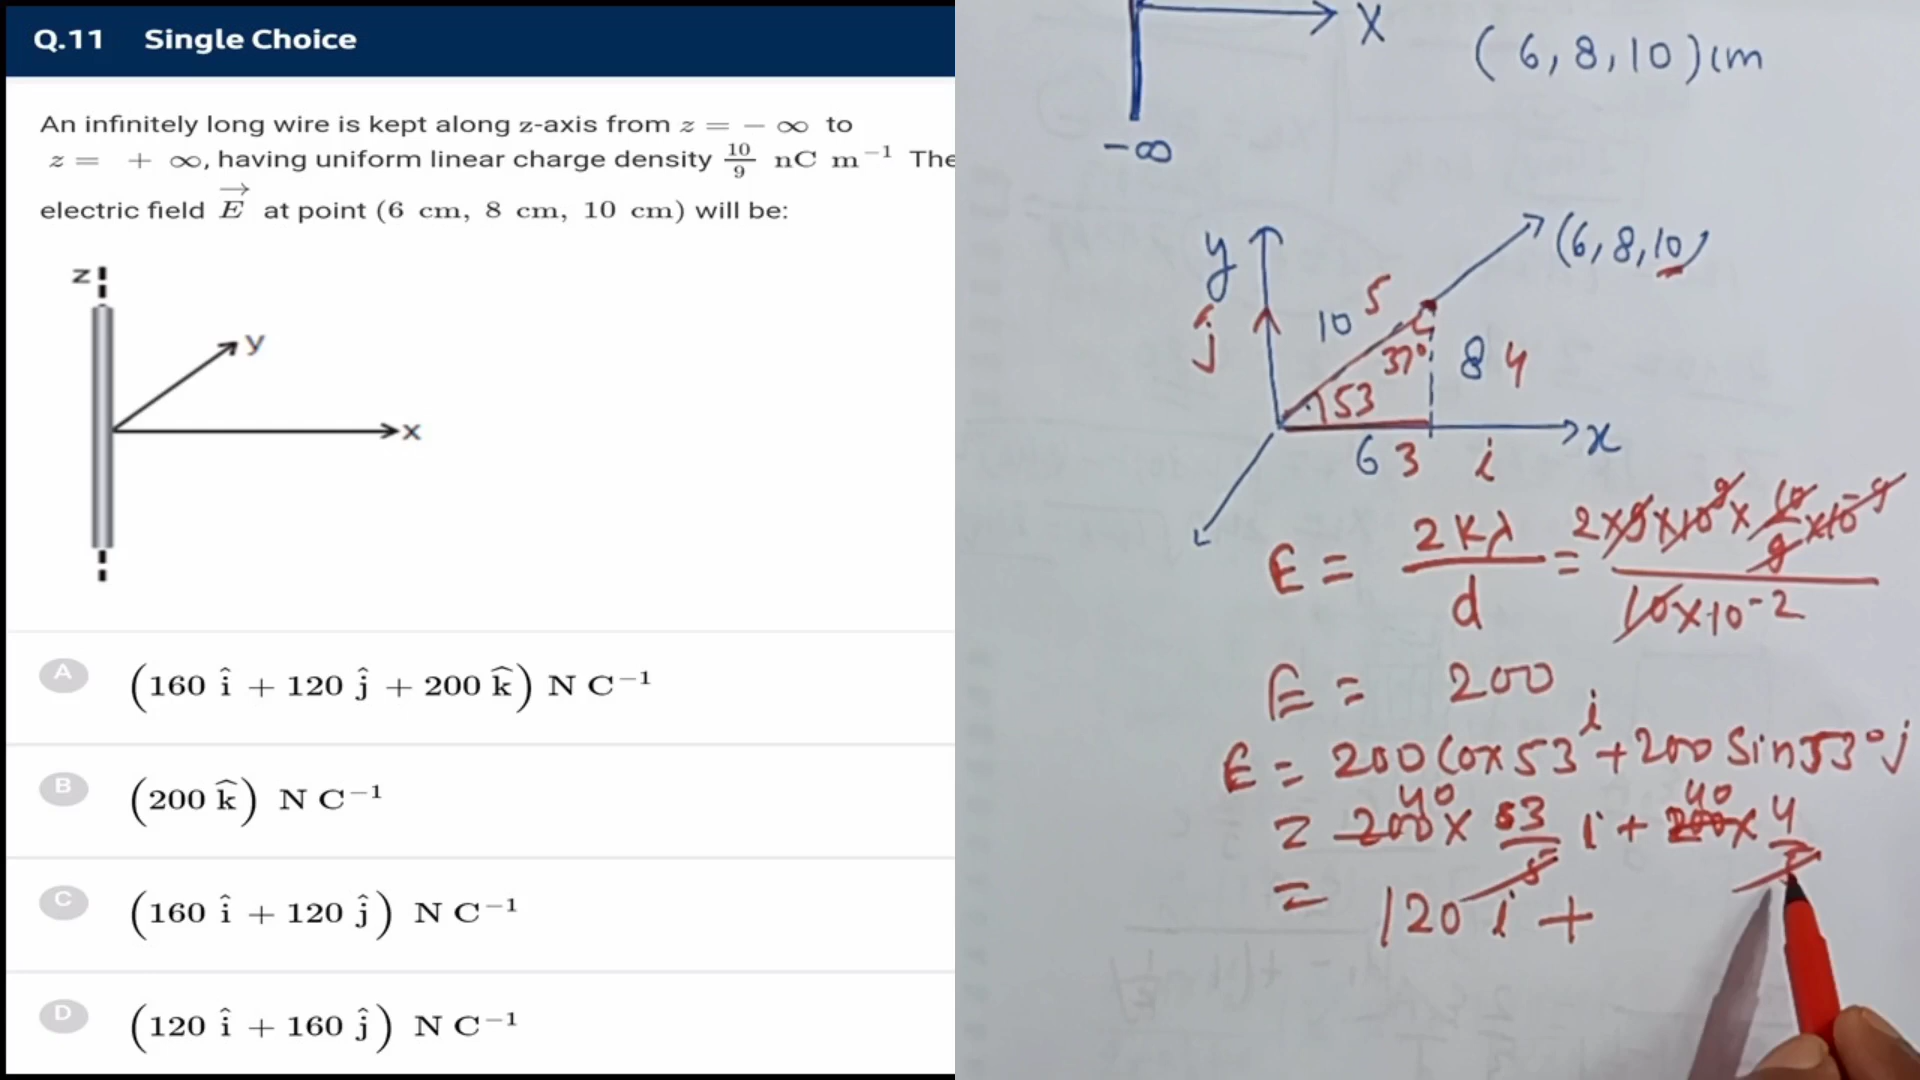 Q.11 Single Choice
An infinitely long wire is kept along z-axis from z = − ∞ to
z = + ∞, having uniform linear charge density 10/9 nC m⁻¹ The
electric field E⃗ at point (6 cm, 8 cm, 10 cm) will be:
z
y
x
A (160 î + 120 ĵ + 200 k̂) N C⁻¹
B (200 k̂) N C⁻¹
C (160 î + 120 ĵ) N C⁻¹
D (120 î + 160 ĵ) N C⁻¹
X
(6,8,10)cm
-∞
y
(6,8,10)
ĵ
10 5
37°
8 4
53
x
6 3 i
E = 2Kλ/d = 2×9×10⁹×10/9×10⁻⁹/10×10⁻²
E = 200
E = 200 Cos 53 i + 200 Sin 53° j
= 200 40 × 3/5 i + 200 40 × 4/5
= 120 i +